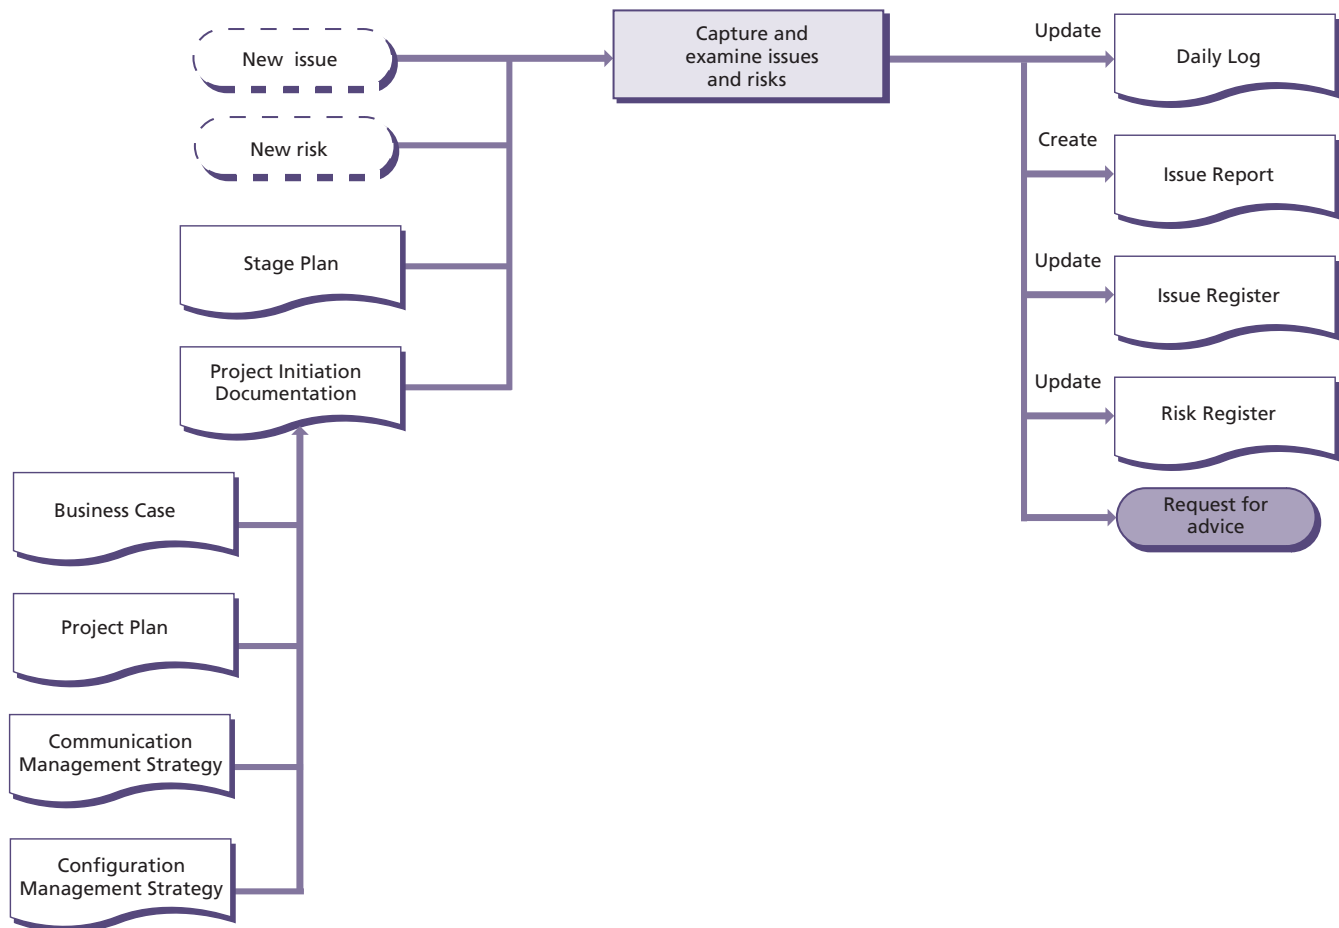 New issue
New risk
Stage Plan
Project Initiation
Documentation
Business Case
Project Plan
Communication
Management Strategy
Configuration
Management Strategy
Capture and
examine issues
and risks
Update
Daily Log
Create
Issue Report
Update
Issue Register
Update
Risk Register
Request for
advice